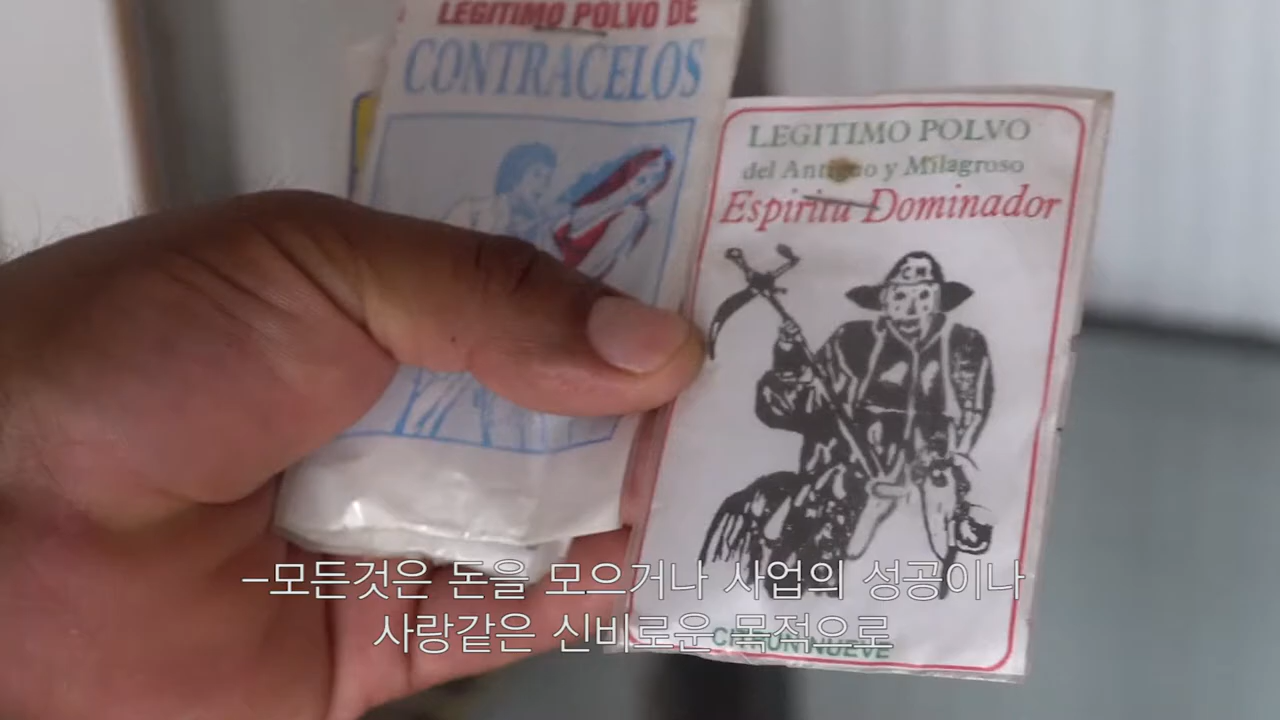 LEGITIMO POLVO DE
CONTRACELOS
LEGITIMO POLVO
del Antiguo y Milagroso
Espiritu Dominador
CH
–모든것은 돈을 모으거나 사업의 성공이나
사랑같은 신비로운 목적으로
NUEVE